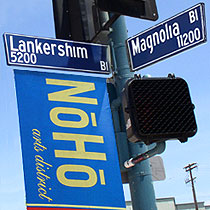 Lankershim Bl
5200
Magnolia Bl
11200
NōHō
arts district